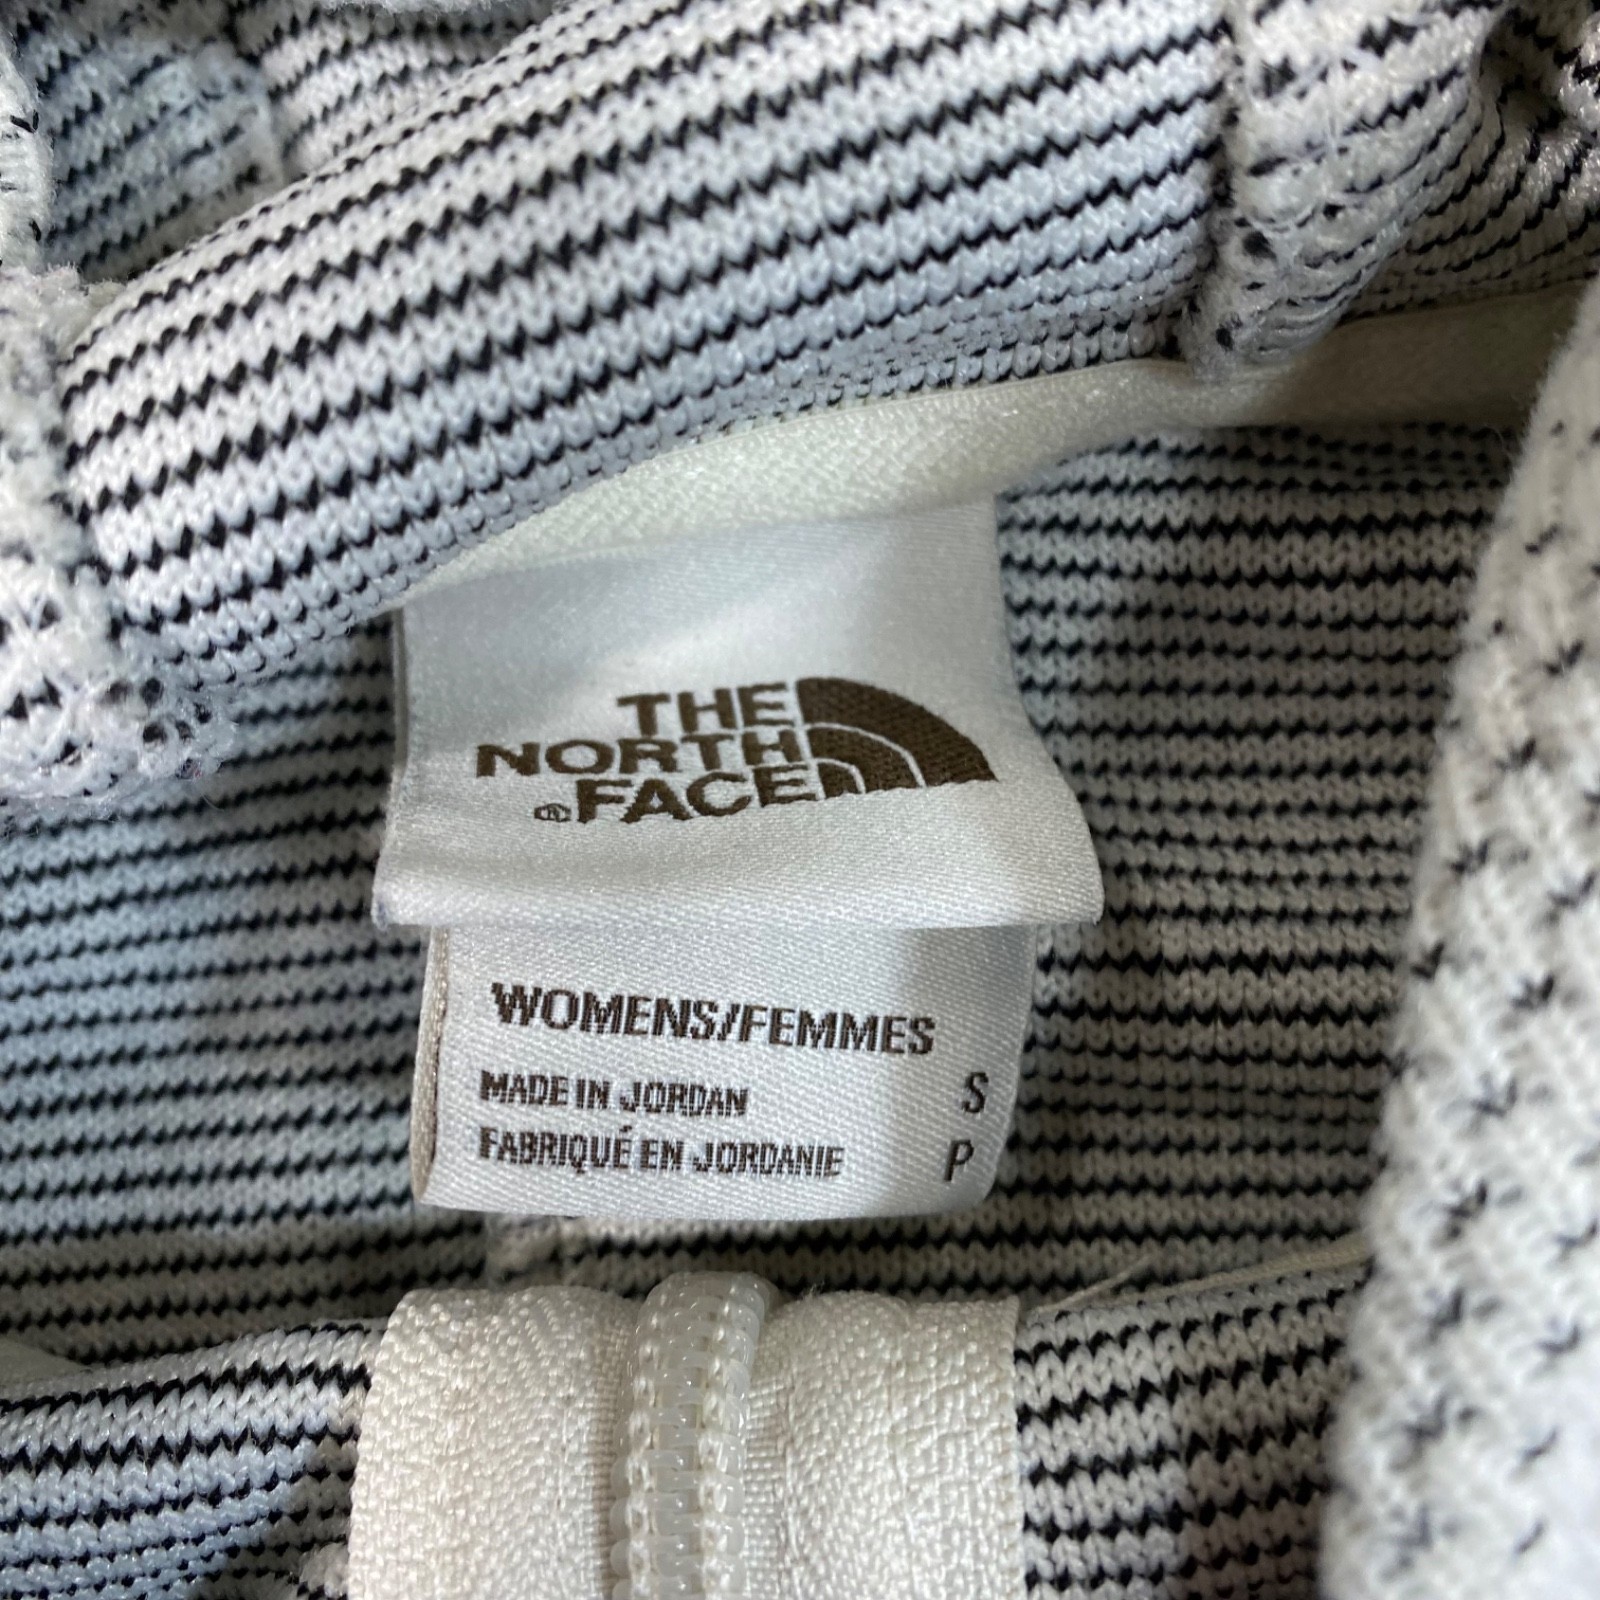 THE
NORTH
®FACE
WOMENS/FEMMES
MADE IN JORDAN S
FABRIQUÉ EN JORDANIE P